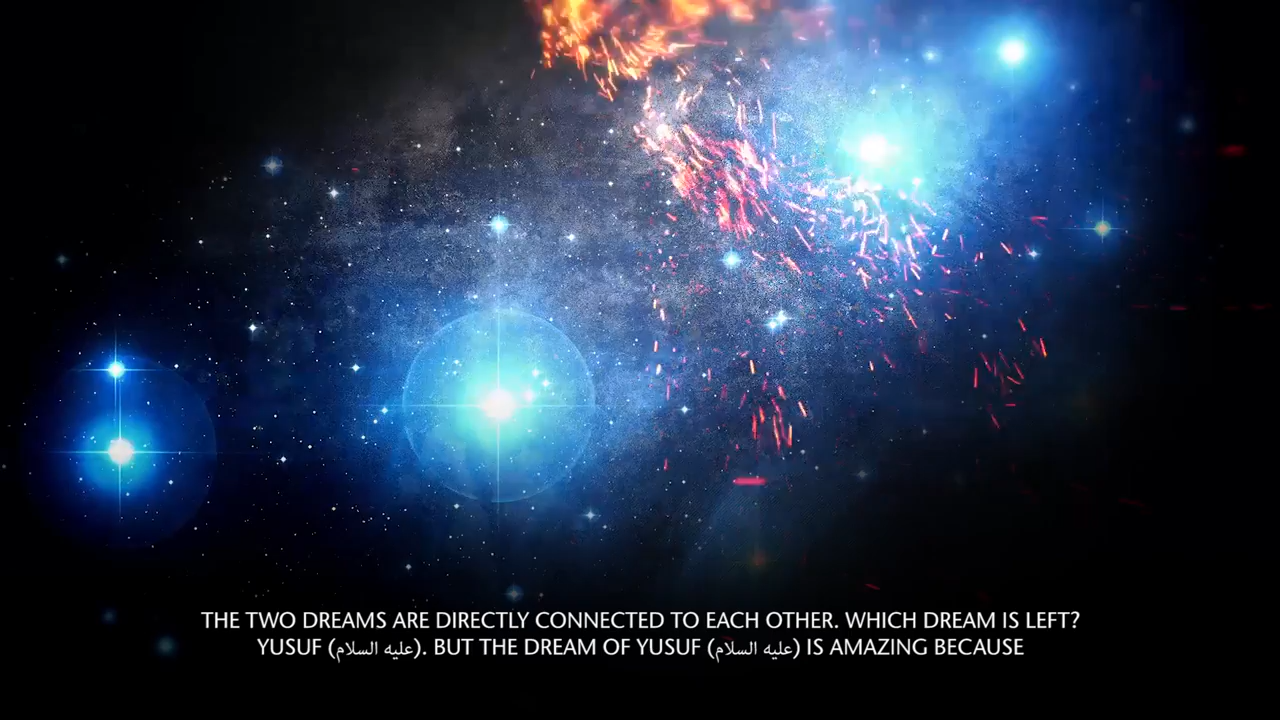 THE TWO DREAMS ARE DIRECTLY CONNECTED TO EACH OTHER. WHICH DREAM IS LEFT?
YUSUF (عليه السلام). BUT THE DREAM OF YUSUF (عليه السلام) IS AMAZING BECAUSE